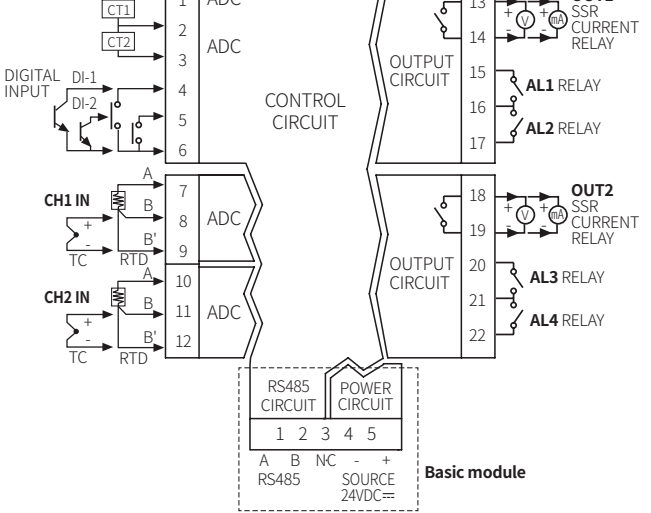 CT1
1
ADC
2
CT2
ADC
3
DIGITAL
INPUT
DI-1
4
DI-2
5
6
CONTROL
CIRCUIT
OUTPUT
CIRCUIT
13
+
V
+
mA
SSR
CURRENT
RELAY
14
-
-
15
AL1 RELAY
16
AL2 RELAY
17
A
7
CH1 IN
B
+
8
ADC
-
B'
9
TC
RTD
A
10
CH2 IN
B
+
11
ADC
-
B'
12
TC
RTD
18
OUT2
+
V
+
mA
SSR
CURRENT
RELAY
19
-
-
OUTPUT
CIRCUIT
20
AL3 RELAY
21
AL4 RELAY
22
RS485
CIRCUIT
POWER
CIRCUIT
1 2 3 4 5
A B N·C - +
RS485
SOURCE
24VDC⎓
Basic module